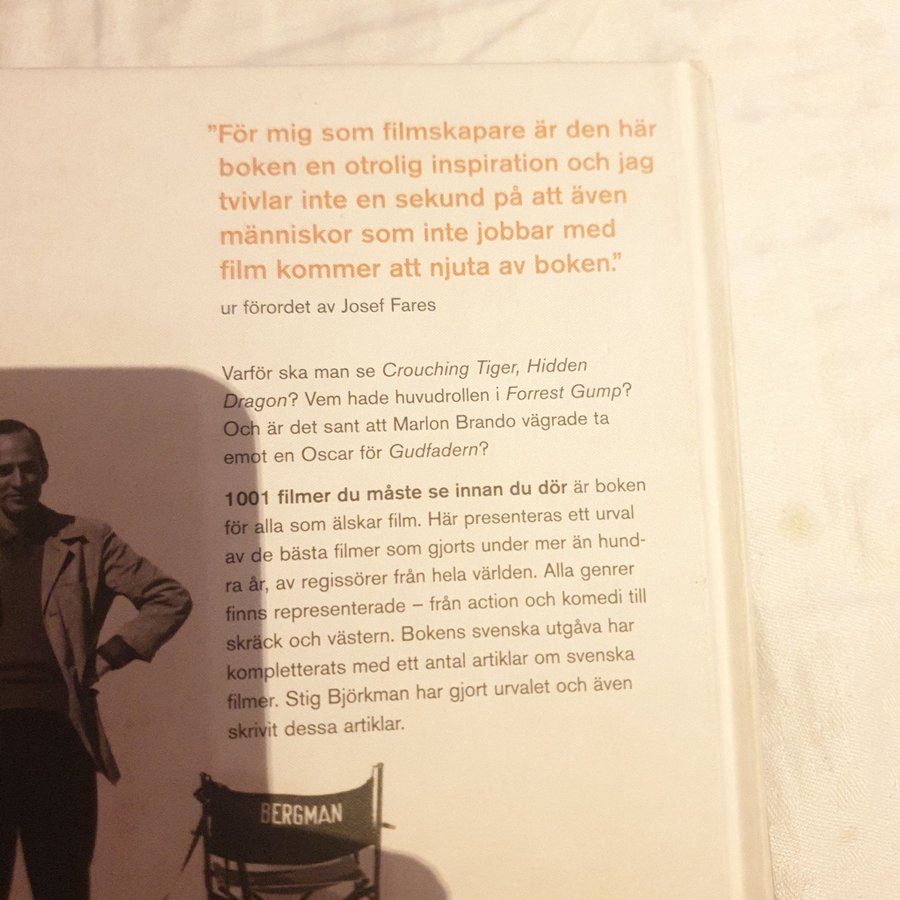 ”För mig som filmskapare är den här
boken en otrolig inspiration och jag
tvivlar inte en sekund på att även
människor som inte jobbar med
film kommer att njuta av boken.”
ur förordet av Josef Fares
Varför ska man se Crouching Tiger, Hidden
Dragon? Vem hade huvudrollen i Forrest Gump?
Och är det sant att Marlon Brando vägrade ta
emot en Oscar för Gudfadern?
1001 filmer du måste se innan du dör är boken
för alla som älskar film. Här presenteras ett urval
av de bästa filmer som gjorts under mer än hund-
ra år, av regissörer från hela världen. Alla genrer
finns representerade – från action och komedi till
skräck och västern. Bokens svenska utgåva har
kompletterats med ett antal artiklar om svenska
filmer. Stig Björkman har gjort urvalet och även
skrivit dessa artiklar.
BERGMAN